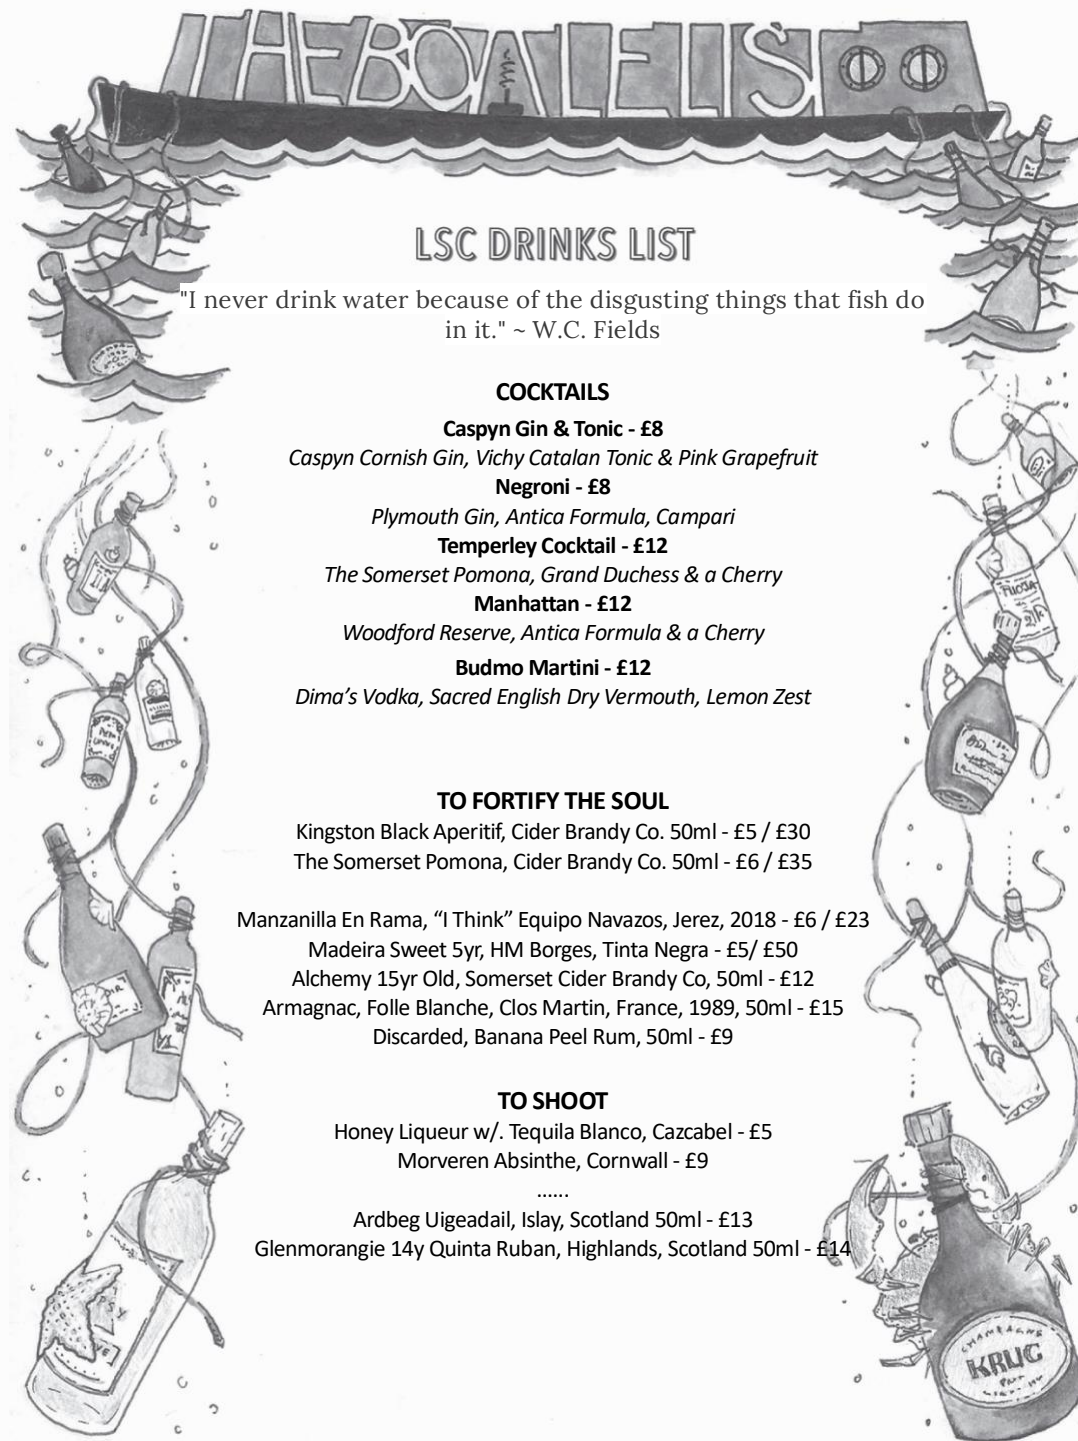 THE BOTTLE LIST
LSC DRINKS LIST
"I never drink water because of the disgusting things that fish do
in it." ~ W.C. Fields
COCKTAILS
Caspyn Gin & Tonic - £8
Caspyn Cornish Gin, Vichy Catalan Tonic & Pink Grapefruit
Negroni - £8
Plymouth Gin, Antica Formula, Campari
Temperley Cocktail - £12
The Somerset Pomona, Grand Duchess & a Cherry
Manhattan - £12
Woodford Reserve, Antica Formula & a Cherry
Budmo Martini - £12
Dima’s Vodka, Sacred English Dry Vermouth, Lemon Zest
TO FORTIFY THE SOUL
Kingston Black Aperitif, Cider Brandy Co. 50ml - £5 / £30
The Somerset Pomona, Cider Brandy Co. 50ml - £6 / £35
Manzanilla En Rama, “I Think” Equipo Navazos, Jerez, 2018 - £6 / £23
Madeira Sweet 5yr, HM Borges, Tinta Negra - £5/ £50
Alchemy 15yr Old, Somerset Cider Brandy Co, 50ml - £12
Armagnac, Folle Blanche, Clos Martin, France, 1989, 50ml - £15
Discarded, Banana Peel Rum, 50ml - £9
TO SHOOT
Honey Liqueur w/. Tequila Blanco, Cazcabel - £5
Morveren Absinthe, Cornwall - £9
......
Ardbeg Uigeadail, Islay, Scotland 50ml - £13
Glenmorangie 14y Quinta Ruban, Highlands, Scotland 50ml - £14
CHAMPAGNE
KRUG